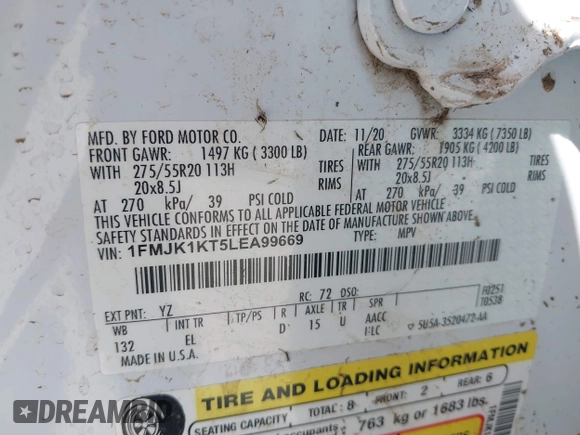 MFD. BY FORD MOTOR CO.
DATE: 11/20 GVWR: 3334 KG ( 7350 LB)
FRONT GAWR: 1497 KG ( 3300 LB)
REAR GAWR: 1905 KG ( 4200 LB)
WITH 275/55R20 113H TIRES
WITH 275/55R20 113H TIRES
20x8.5J RIMS
20x8.5J RIMS
AT 270 kPa/ 39 PSI COLD
AT 270 kPa/ 39 PSI COLD
THIS VEHICLE CONFORMS TO ALL APPLICABLE FEDERAL MOTOR VEHICLE
SAFETY STANDARDS IN EFFECT ON THE DATE OF MANUFACTURE SHOWN ABOVE.
VIN: 1FMJK1KT5LEA99669 TYPE: MPV
EXT PNT: YZ RC: 72 DSO:
F0251
T0538
WB INT TR TP/PS R AXLE TR SPR
132 EL D 15 U AACC
MADE IN U.S.A.
5U5A-3520472-AA
TIRE AND LOADING INFORMATION
SEATING CAPACITY TOTAL: 8 FRONT: 2 REAR: 6
763 kg or 1683 lbs.
DREAMED